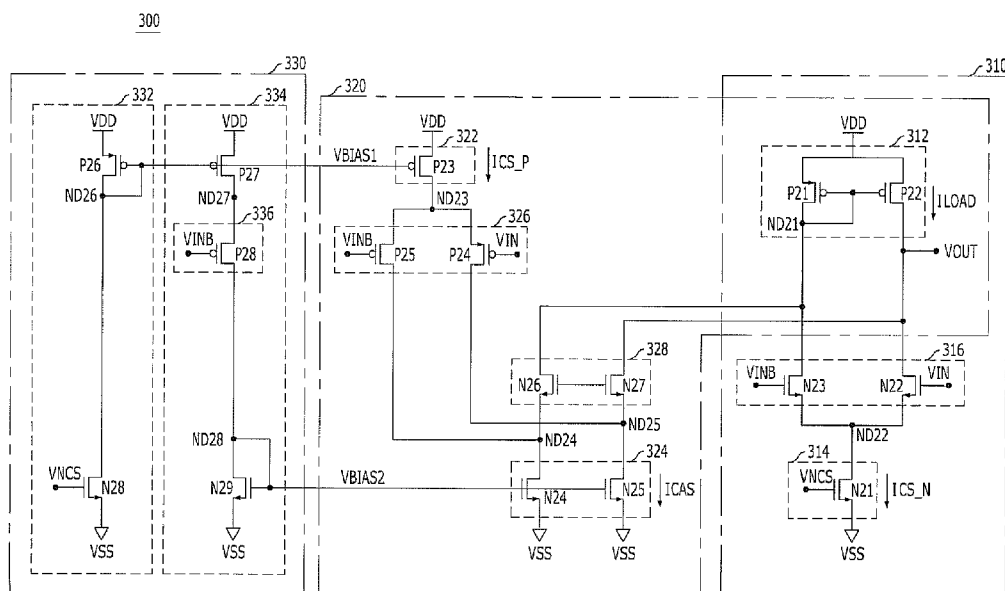 300
330
320
310
332
334
VDD
VDD
VDD
VDD
322
312
P26
P27
VBIAS1
P23
ICS_P
P21
P22
ILOAD
ND26
ND27
ND23
ND21
336
326
VINB
P28
VINB
P25
P24
VIN
VOUT
328
316
N26
N27
VINB
N23
N22
VIN
ND28
ND24
ND25
ND22
324
314
VNCS
N28
N29
VBIAS2
N24
N25
ICAS
VNCS
N21
ICS_N
VSS
VSS
VSS
VSS
VSS